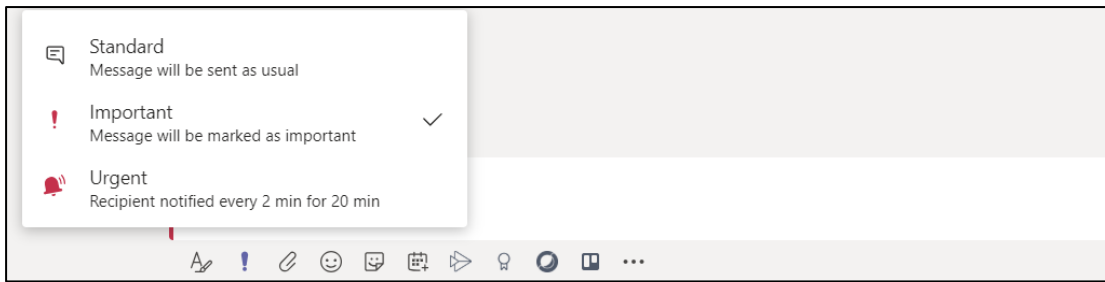 Standard
Message will be sent as usual
Important
Message will be marked as important
Urgent
Recipient notified every 2 min for 20 min